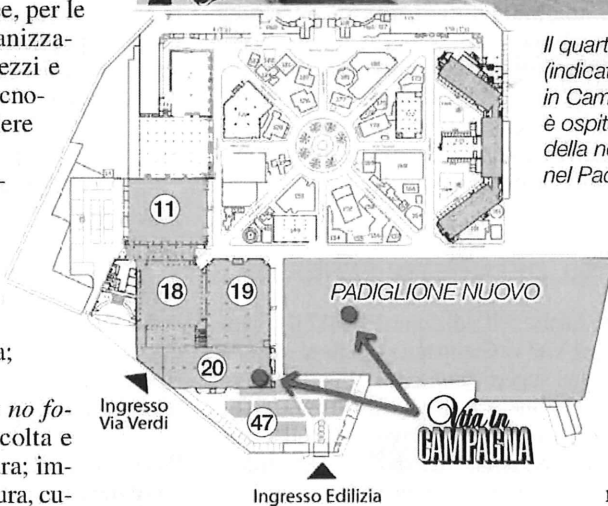 e, per le
anizza-
ezzi e
cno-
ere
-
a;
no fo-
colta e
ra; im-
ura, cu-
Il quart
(indicat
in Cam
è ospit
della n
nel Pad
11
18
19
20
47
PADIGLIONE NUOVO
Ingresso
Via Verdi
Vita in
CAMPAGNA
Ingresso Edilizia